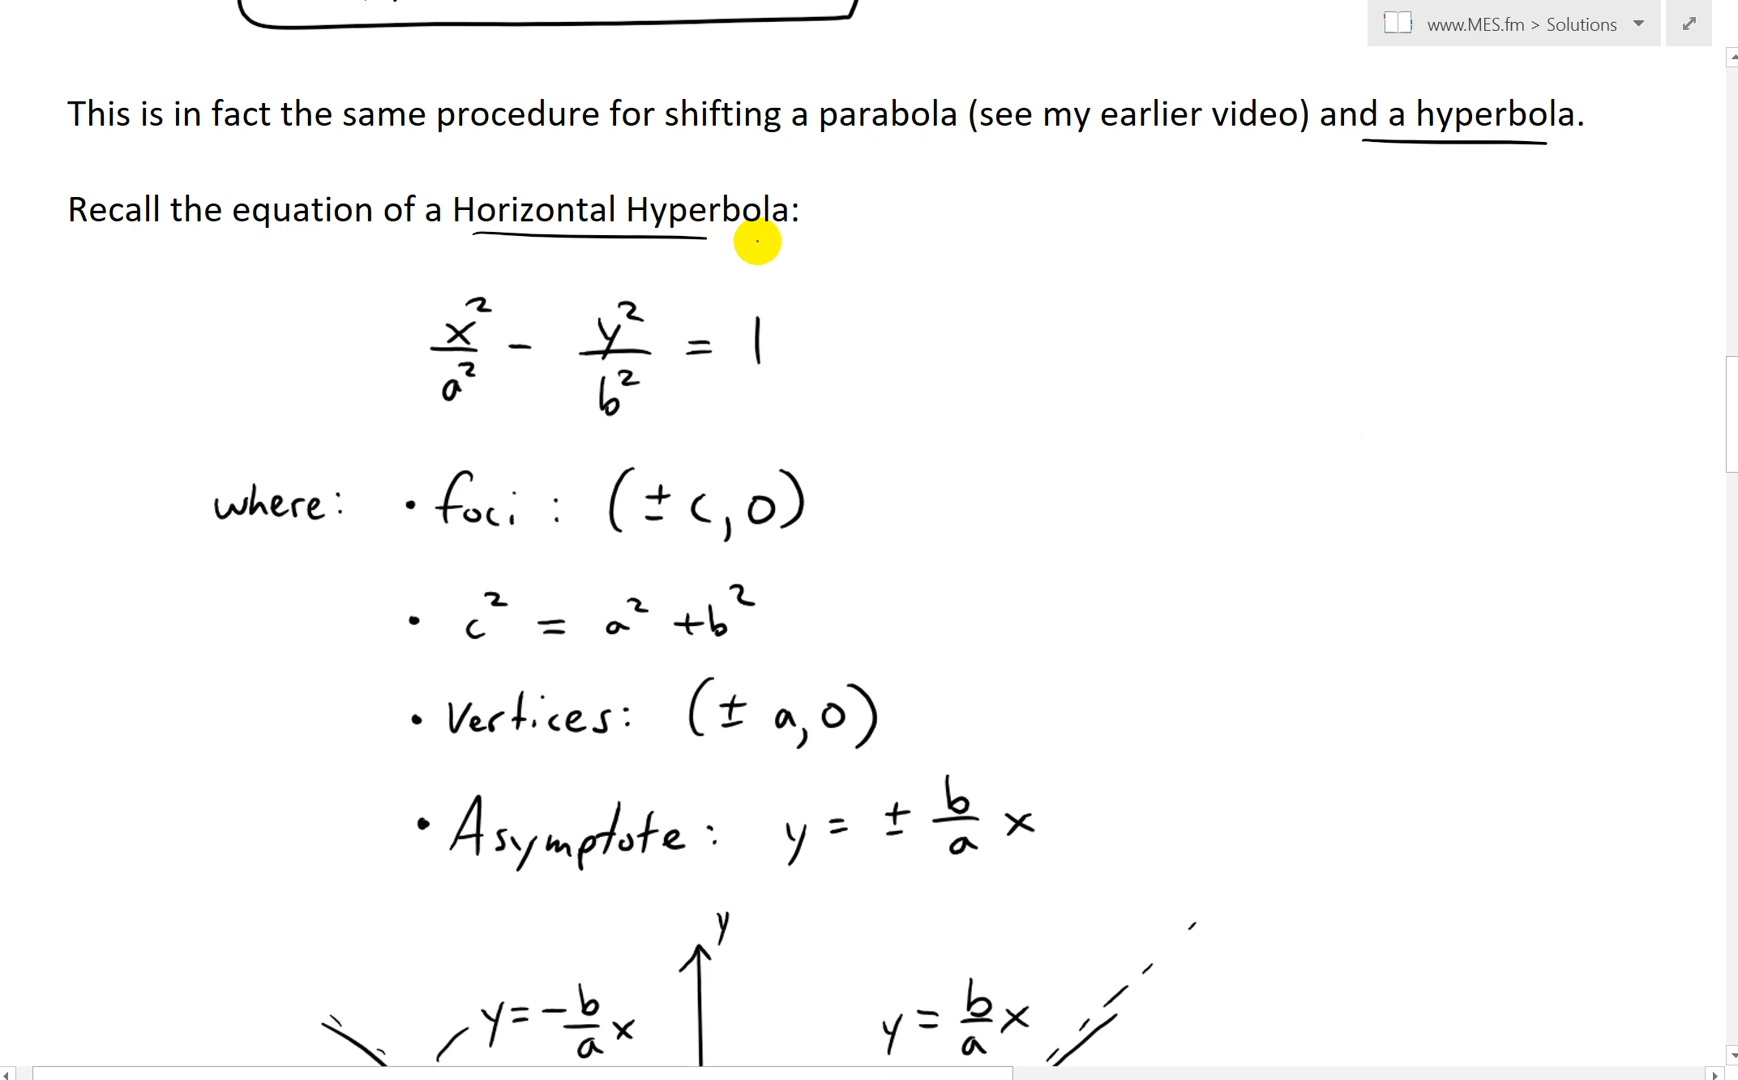 www.MES.fm > Solutions
This is in fact the same procedure for shifting a parabola (see my earlier video) and a hyperbola.
Recall the equation of a Horizontal Hyperbola:
x²/a² - y²/b² = 1
where: • foci : (± c, 0)
• c² = a² + b²
• Vertices: (± a, 0)
• Asymptote: y = ± b/a x
y
y = - b/a x
y = b/a x